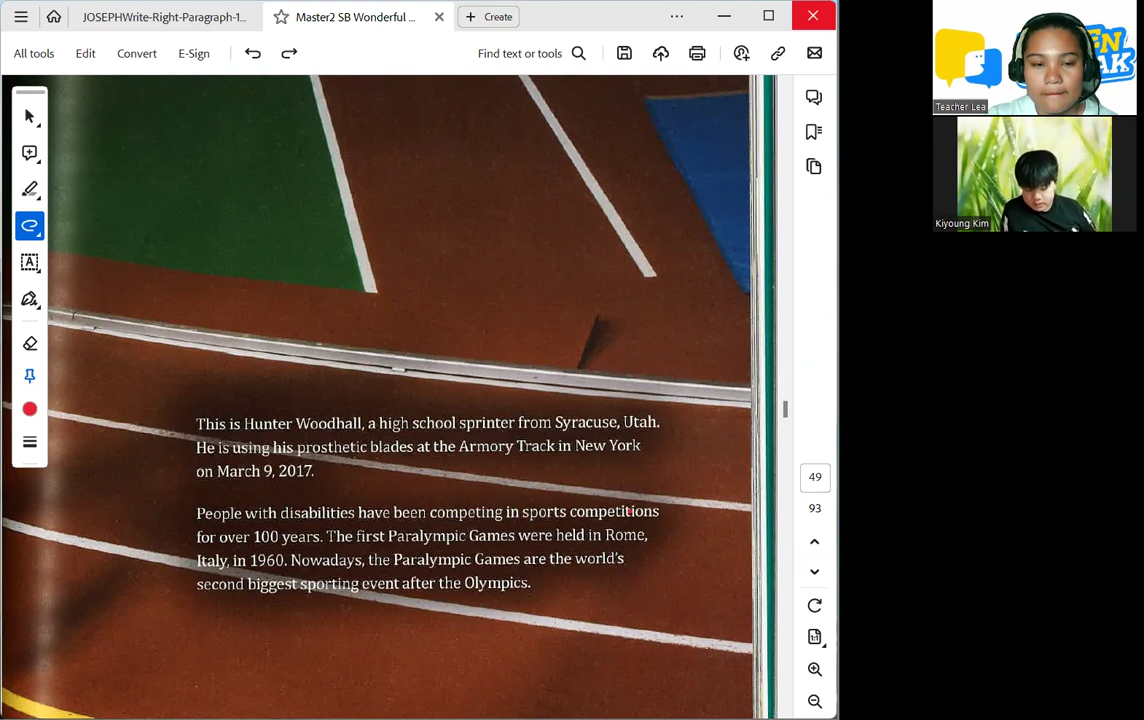 JOSEPHWrite-Right-Paragraph-1...
Master2 SB Wonderful ...
Create
All tools
Edit
Convert
E-Sign
Find text or tools
This is Hunter Woodhall, a high school sprinter from Syracuse, Utah.
He is using his prosthetic blades at the Armory Track in New York
on March 9, 2017.
People with disabilities have been competing in sports competitions
for over 100 years. The first Paralympic Games were held in Rome,
Italy, in 1960. Nowadays, the Paralympic Games are the world's
second biggest sporting event after the Olympics.
49
93
Teacher Lea
Kiyoung Kim